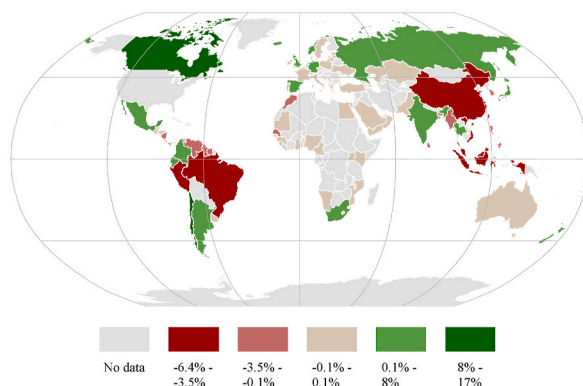 No data
-6.4% - -3.5% - -0.1% - 0.1% - 8% -
-3.5% -0.1% 0.1% 8% 17%